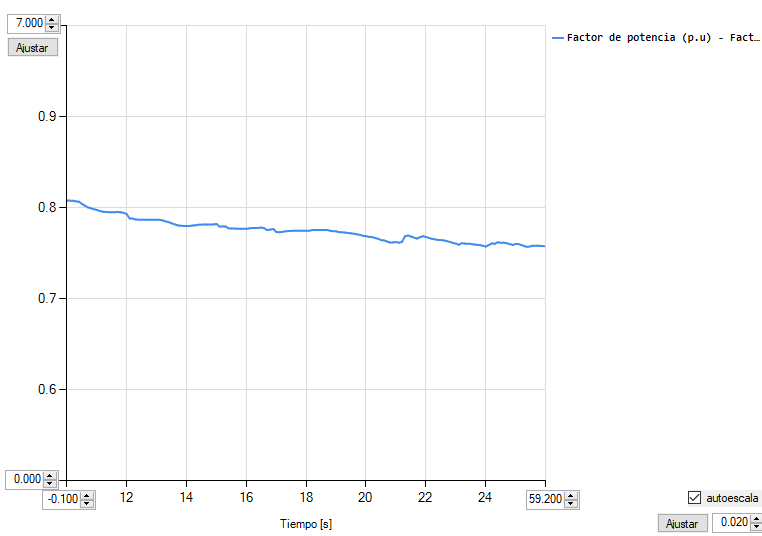 7.000
Ajustar
Factor de potencia (p.u) - Fact…
0.9
0.8
0.7
0.6
0.000
-0.100 12 14 16 18 20 22 24 59.200
autoescala
Tiempo [s]
Ajustar 0.020